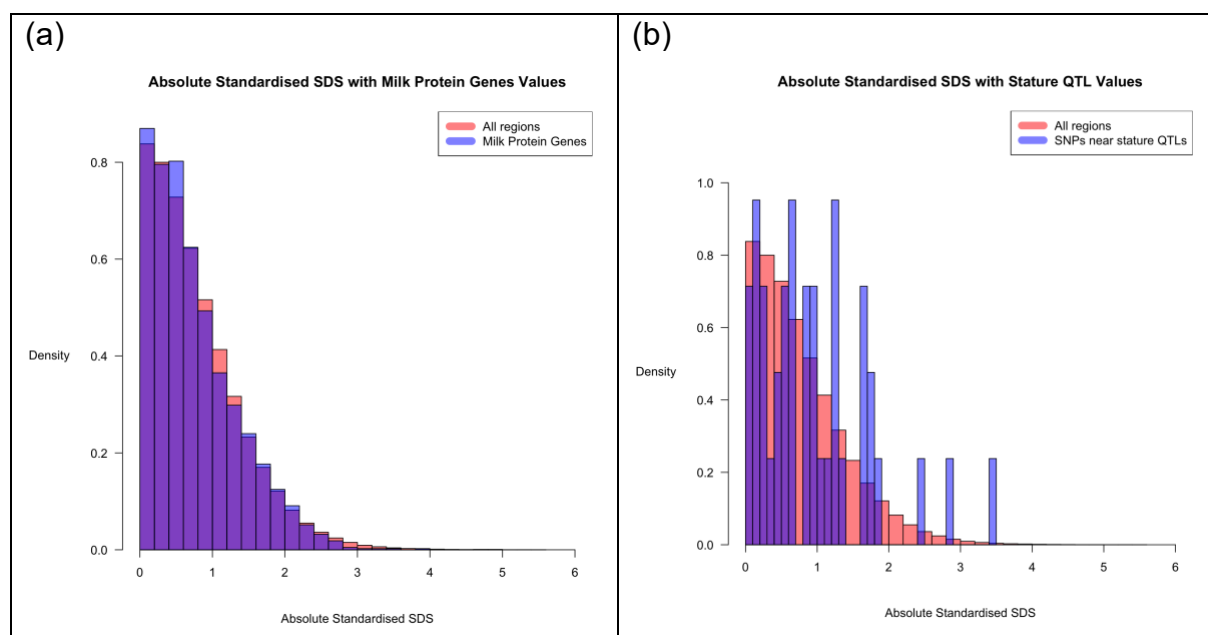 (a)
Absolute Standardised SDS with Milk Protein Genes Values
All regions
Milk Protein Genes
0.8
0.6
Density
0.4
0.2
0.0
0 1 2 3 4 5 6
Absolute Standardised SDS
(b)
Absolute Standardised SDS with Stature QTL Values
All regions
SNPs near stature QTLs
1.0
0.8
0.6
Density
0.4
0.2
0.0
0 1 2 3 4 5 6
Absolute Standardised SDS